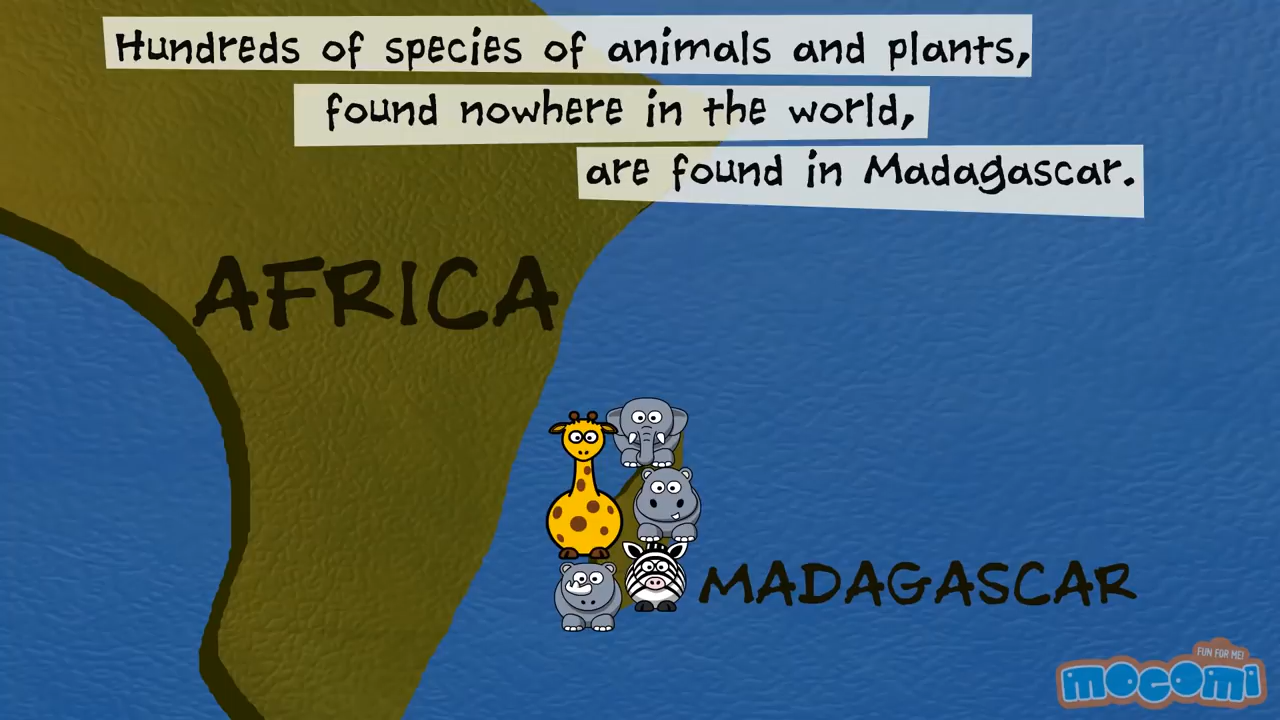 Hundreds of species of animals and plants,
found nowhere in the world,
are found in Madagascar.
AFRICA
MADAGASCAR
FUN FOR ME!
mocomi